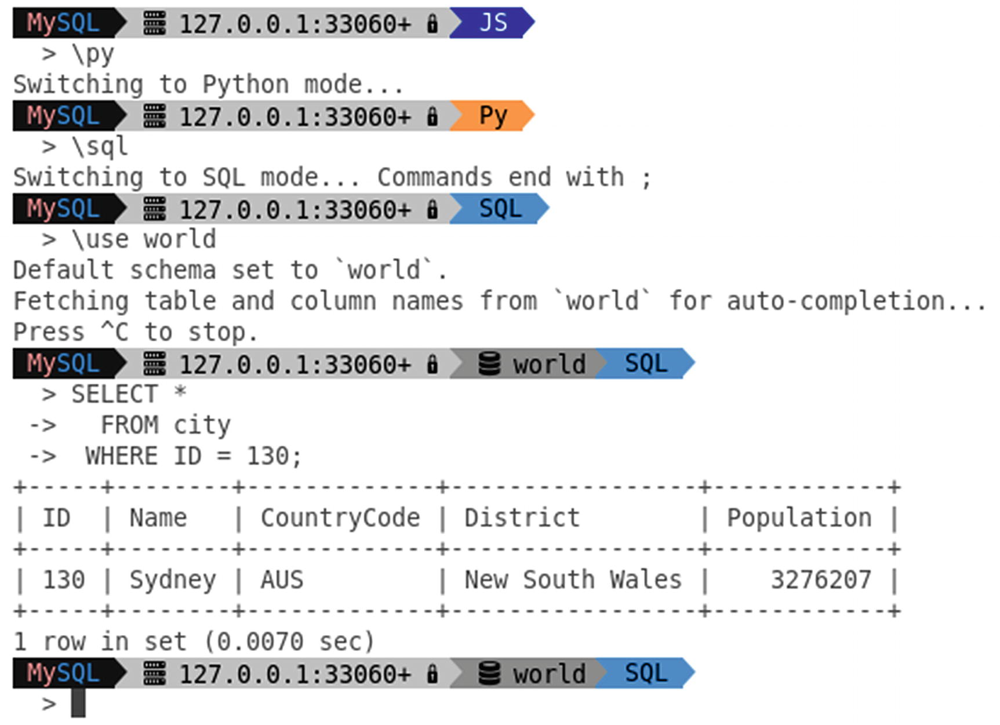 MySQL 127.0.0.1:33060+ JS
> \py
Switching to Python mode...
MySQL 127.0.0.1:33060+ Py
> \sql
Switching to SQL mode... Commands end with ;
MySQL 127.0.0.1:33060+ SQL
> \use world
Default schema set to `world`.
Fetching table and column names from `world` for auto-completion...
Press ^C to stop.
MySQL 127.0.0.1:33060+ world SQL
> SELECT *
->   FROM city
->  WHERE ID = 130;
+-----+--------+-------------+-----------------+------------+
| ID  | Name   | CountryCode | District        | Population |
+-----+--------+-------------+-----------------+------------+
| 130 | Sydney | AUS         | New South Wales |    3276207 |
+-----+--------+-------------+-----------------+------------+
1 row in set (0.0070 sec)
MySQL 127.0.0.1:33060+ world SQL
>